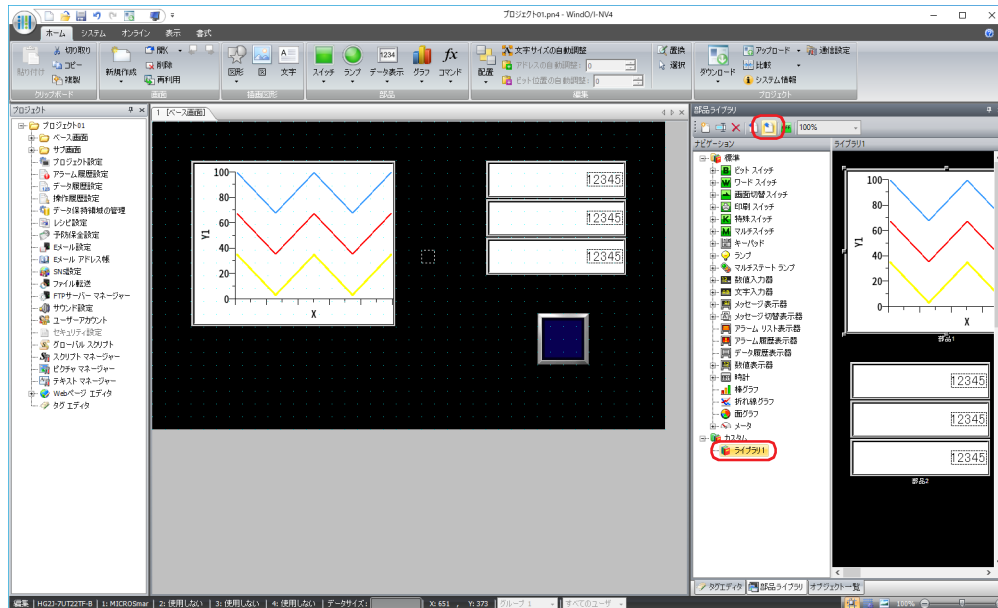 プロジェクト01.pn4 - WindO/I-NV4
ホーム システム オンライン 表示 書式
貼り付け 切り取り コピー 複製
クリップボード
新規作成 開く 削除 再利用
画面
図形 図 文字
描画図形
スイッチ ランプ データ表示 グラフ コマンド
1234 fx
部品
配置 文字サイズの自動調整 置換
アドレスの自動調整: 0 選択
ビット位置の自動調整: 0
編集
ダウンロード アップロード 通信設定
比較
システム情報
プロジェクト
プロジェクト
プロジェクト01
ベース画面
サブ画面
プロジェクト設定
アラーム履歴設定
データ履歴設定
操作履歴設定
データ保持領域の管理
レシピ設定
予防保全設定
Eメール設定
Eメール アドレス帳
SNS設定
ファイル転送
FTPサーバー マネージャー
サウンド設定
ユーザーアカウント
セキュリティ設定
グローバル スクリプト
スクリプト マネージャー
ピクチャ マネージャー
テキスト マネージャー
Webページ エディタ
タグ エディタ
1 [ベース画面]
100
80
60
40
20
0
Y1
X
12345
12345
12345
部品ライブラリ
100%
ナビゲーション
標準
ビット スイッチ
ワード スイッチ
画面切替スイッチ
印刷 スイッチ
特殊スイッチ
マルチスイッチ
キーパッド
ランプ
マルチステート ランプ
数値入力器
文字入力器
メッセージ表示器
メッセージ切替表示器
アラーム リスト表示器
アラーム履歴表示器
データ履歴表示器
数値表示器
時計
棒グラフ
折れ線グラフ
面グラフ
メータ
カスタム
ライブラリ1
ライブラリ1
100
80
60
40
20
0
Y1
X
部品1
12345
12345
12345
部品2
タグエディタ 部品ライブラリ オブジェクト一覧
編集 HG2J-7UT22TF-B 1: MICROSmar 2: 使用しない 3: 使用しない 4: 使用しない データサイズ: X: 651 , Y: 373 グループ 1 すべてのユーザ 100%